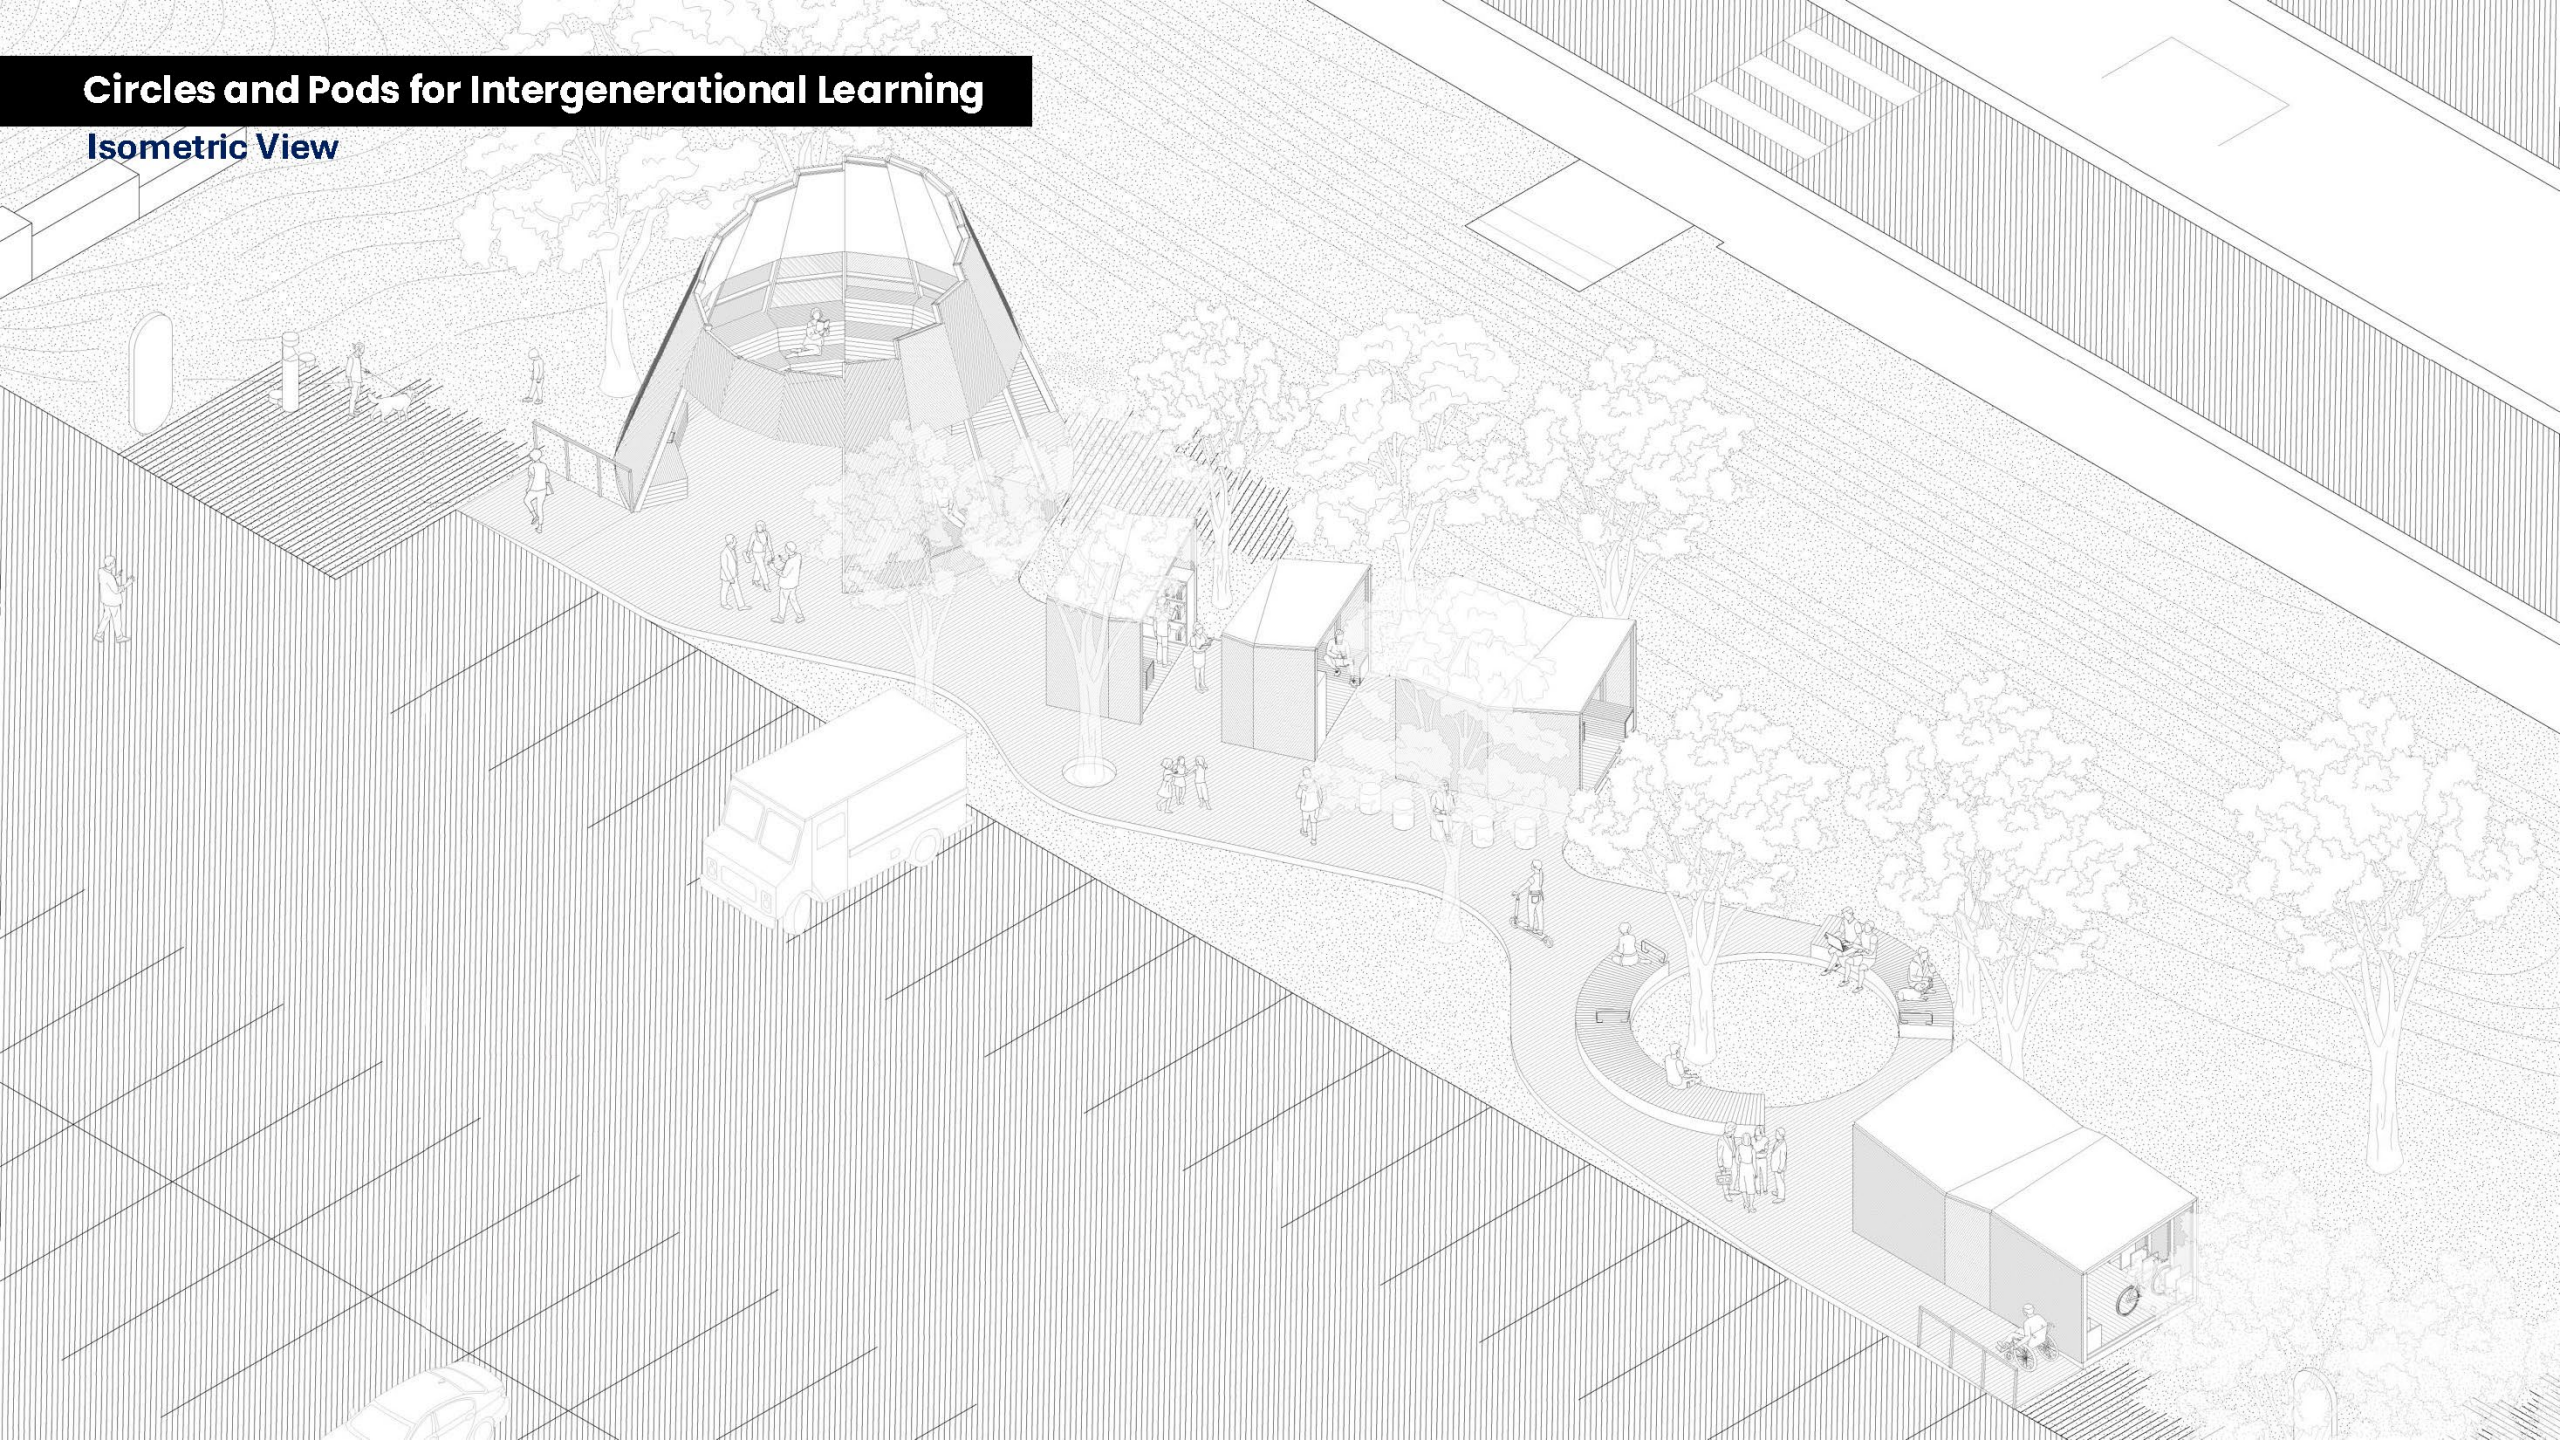 Circles and Pods for Intergenerational Learning
Isometric View